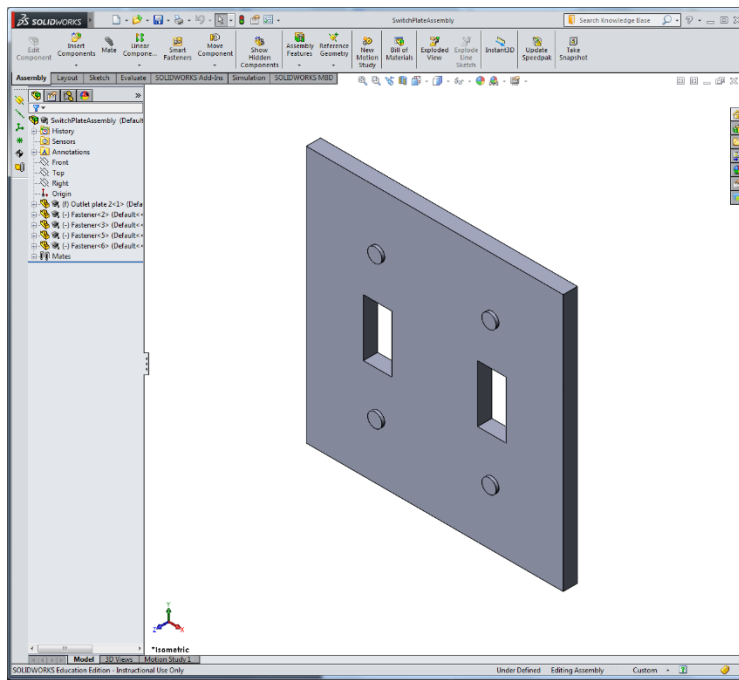 SOLIDWORKS
SwitchPlateAssembly
Search Knowledge Base
Edit Component
Insert Components
Mate
Linear Compone...
Smart Fasteners
Move Component
Show Hidden Components
Assembly Features
Reference Geometry
New Motion Study
Bill of Materials
Exploded View
Explode Line Sketch
Instant3D
Update Speedpak
Take Snapshot
Assembly Layout Sketch Evaluate SOLIDWORKS Add-Ins Simulation SOLIDWORKS MBD
SwitchPlateAssembly (Default
History
Sensors
Annotations
Front
Top
Right
Origin
(f) Outlet plate 2<1> (Defa
(-) Fastener<2> (Default<<
(-) Fastener<3> (Default<<
(-) Fastener<5> (Default<<
(-) Fastener<6> (Default<<
Mates
Y
Z
X
*Isometric
Model 3D Views Motion Study 1
SOLIDWORKS Education Edition - Instructional Use Only
Under Defined Editing Assembly Custom